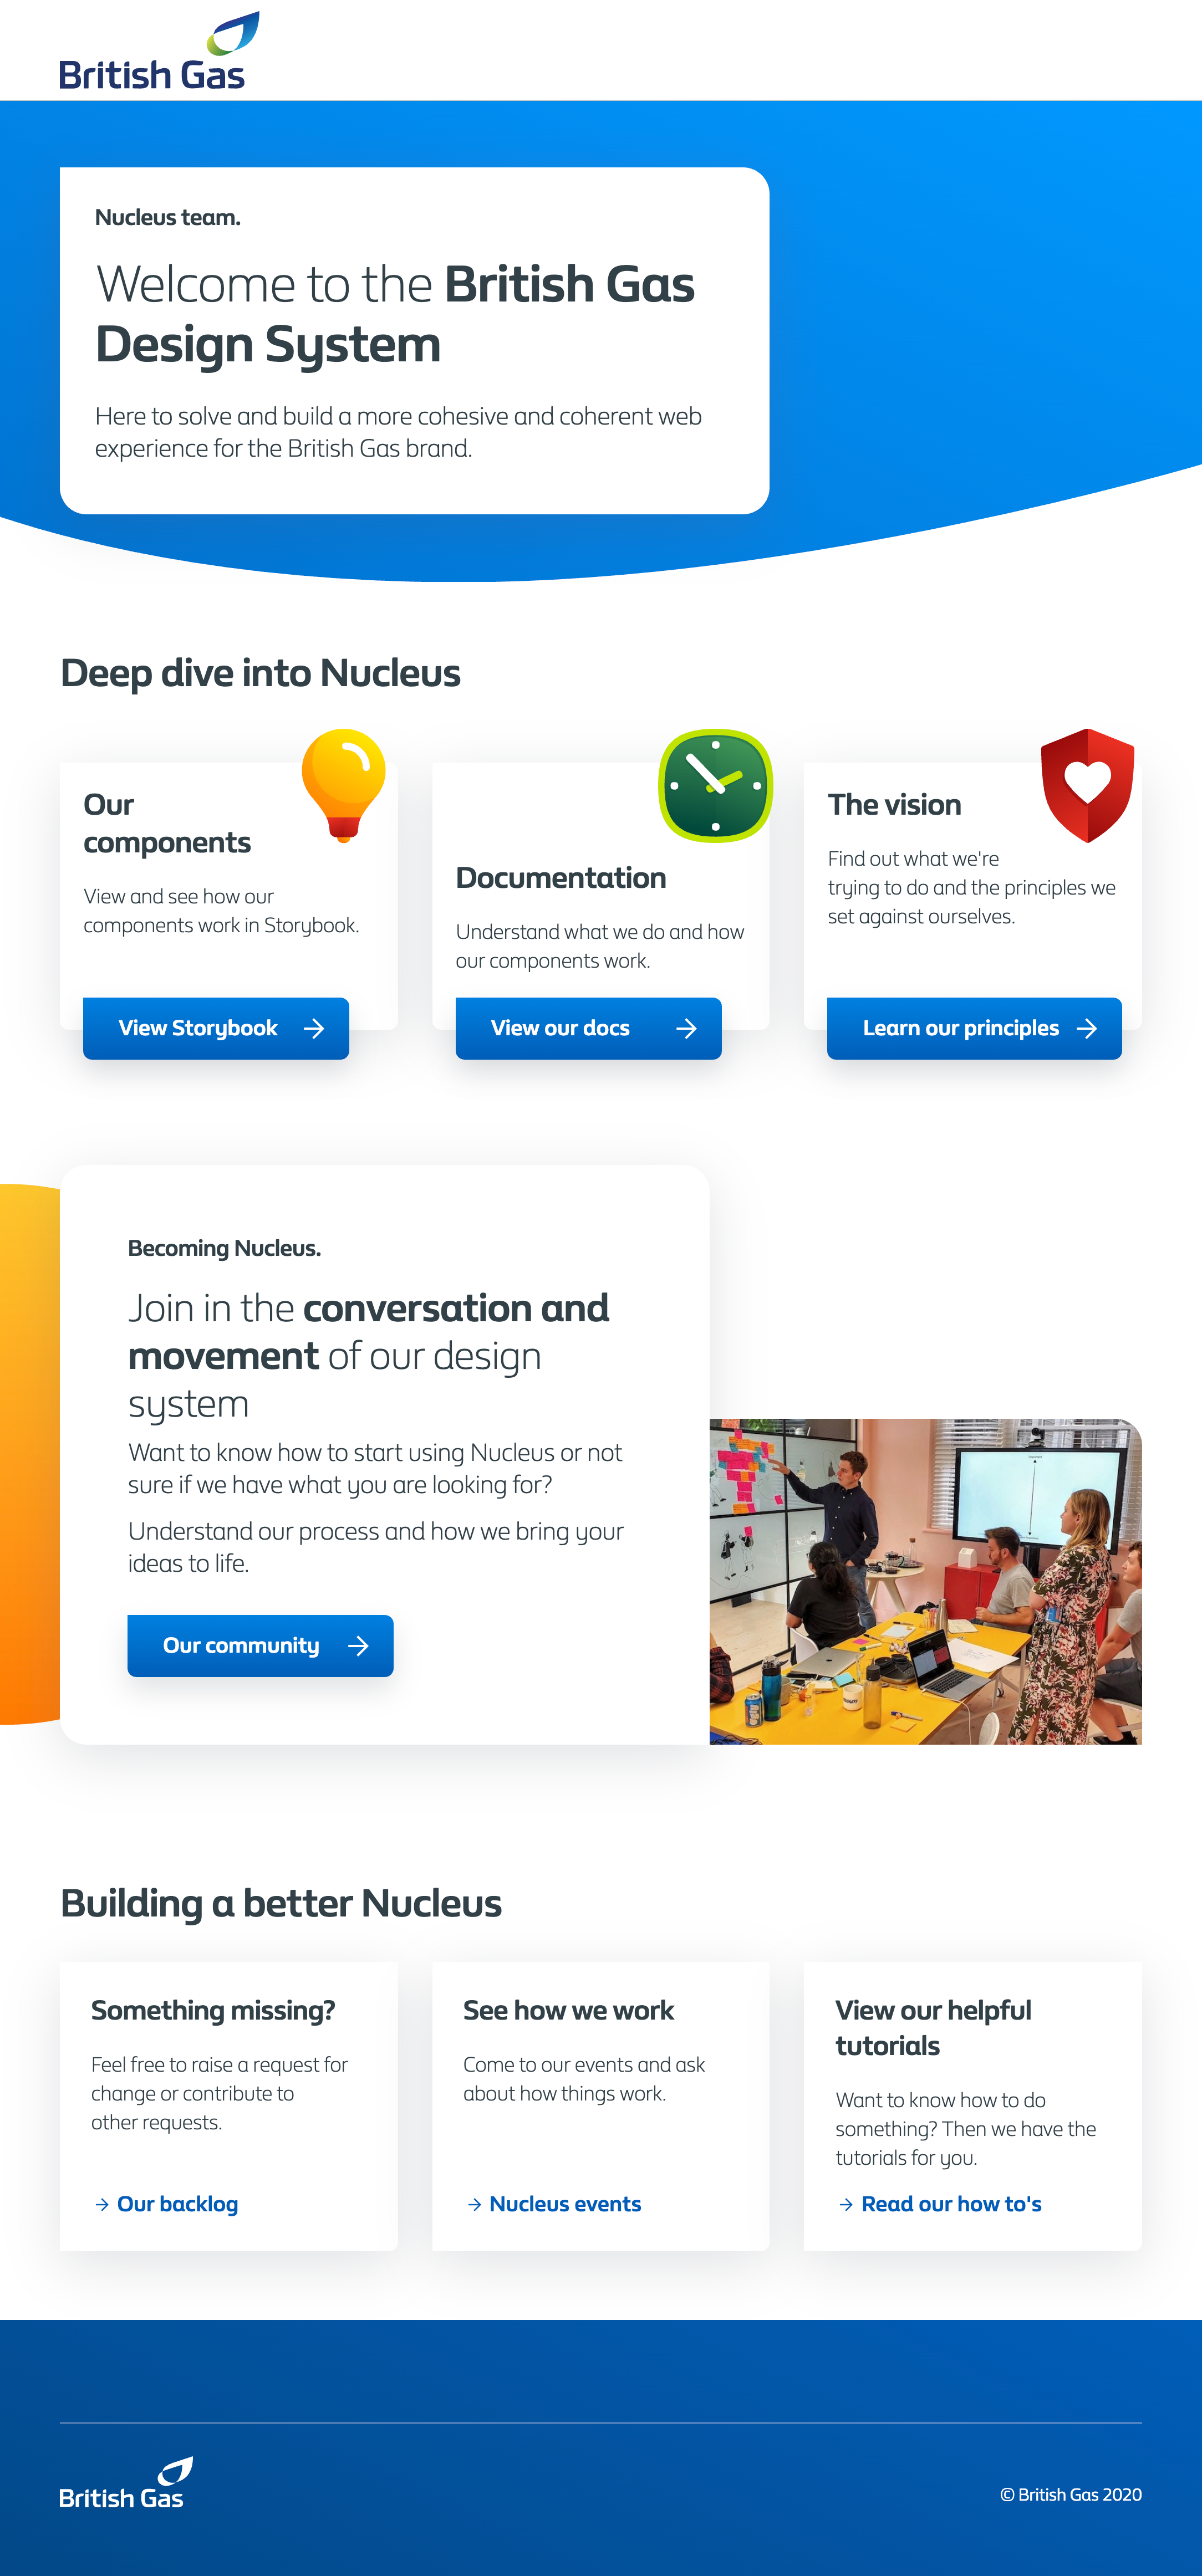 British Gas
Nucleus team.
Welcome to the British Gas
Design System
Here to solve and build a more cohesive and coherent web
experience for the British Gas brand.
Deep dive into Nucleus
Our
components
View and see how our
components work in Storybook.
View Storybook
Documentation
Understand what we do and how
our components work.
View our docs
The vision
Find out what we're
trying to do and the principles we
set against ourselves.
Learn our principles
Becoming Nucleus.
Join in the conversation and
movement of our design
system
Want to know how to start using Nucleus or not
sure if we have what you are looking for?
Understand our process and how we bring your
ideas to life.
Our community
Building a better Nucleus
Something missing?
Feel free to raise a request for
change or contribute to
other requests.
Our backlog
See how we work
Come to our events and ask
about how things work.
Nucleus events
View our helpful
tutorials
Want to know how to do
something? Then we have the
tutorials for you.
Read our how to's
British Gas
© British Gas 2020